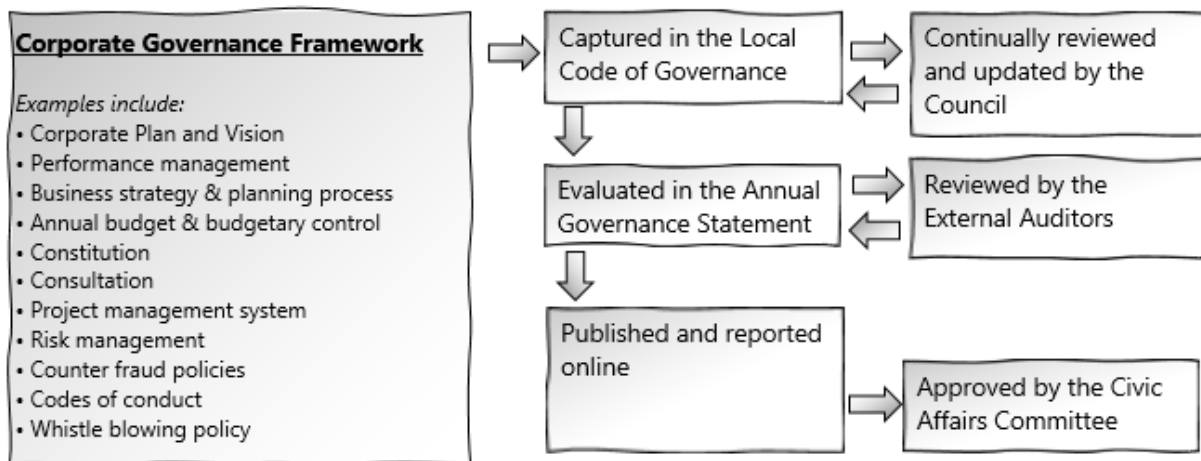 Corporate Governance Framework
Examples include:
• Corporate Plan and Vision
• Performance management
• Business strategy & planning process
• Annual budget & budgetary control
• Constitution
• Consultation
• Project management system
• Risk management
• Counter fraud policies
• Codes of conduct
• Whistle blowing policy
Captured in the Local
Code of Governance
Continually reviewed
and updated by the
Council
Evaluated in the Annual
Governance Statement
Reviewed by the
External Auditors
Published and reported
online
Approved by the Civic
Affairs Committee